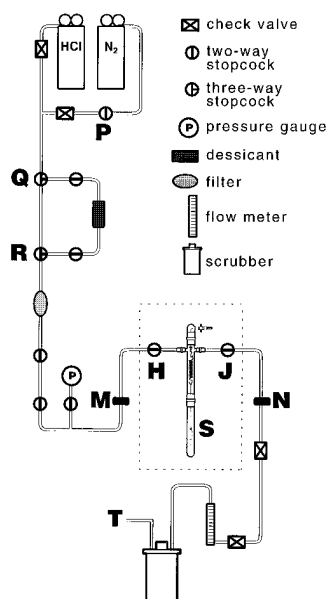 HCl
N2
check valve
two-way
stopcock
three-way
stopcock
P pressure gauge
dessicant
filter
flow meter
scrubber
P
Q
R
P
M
H
J
N
S
T